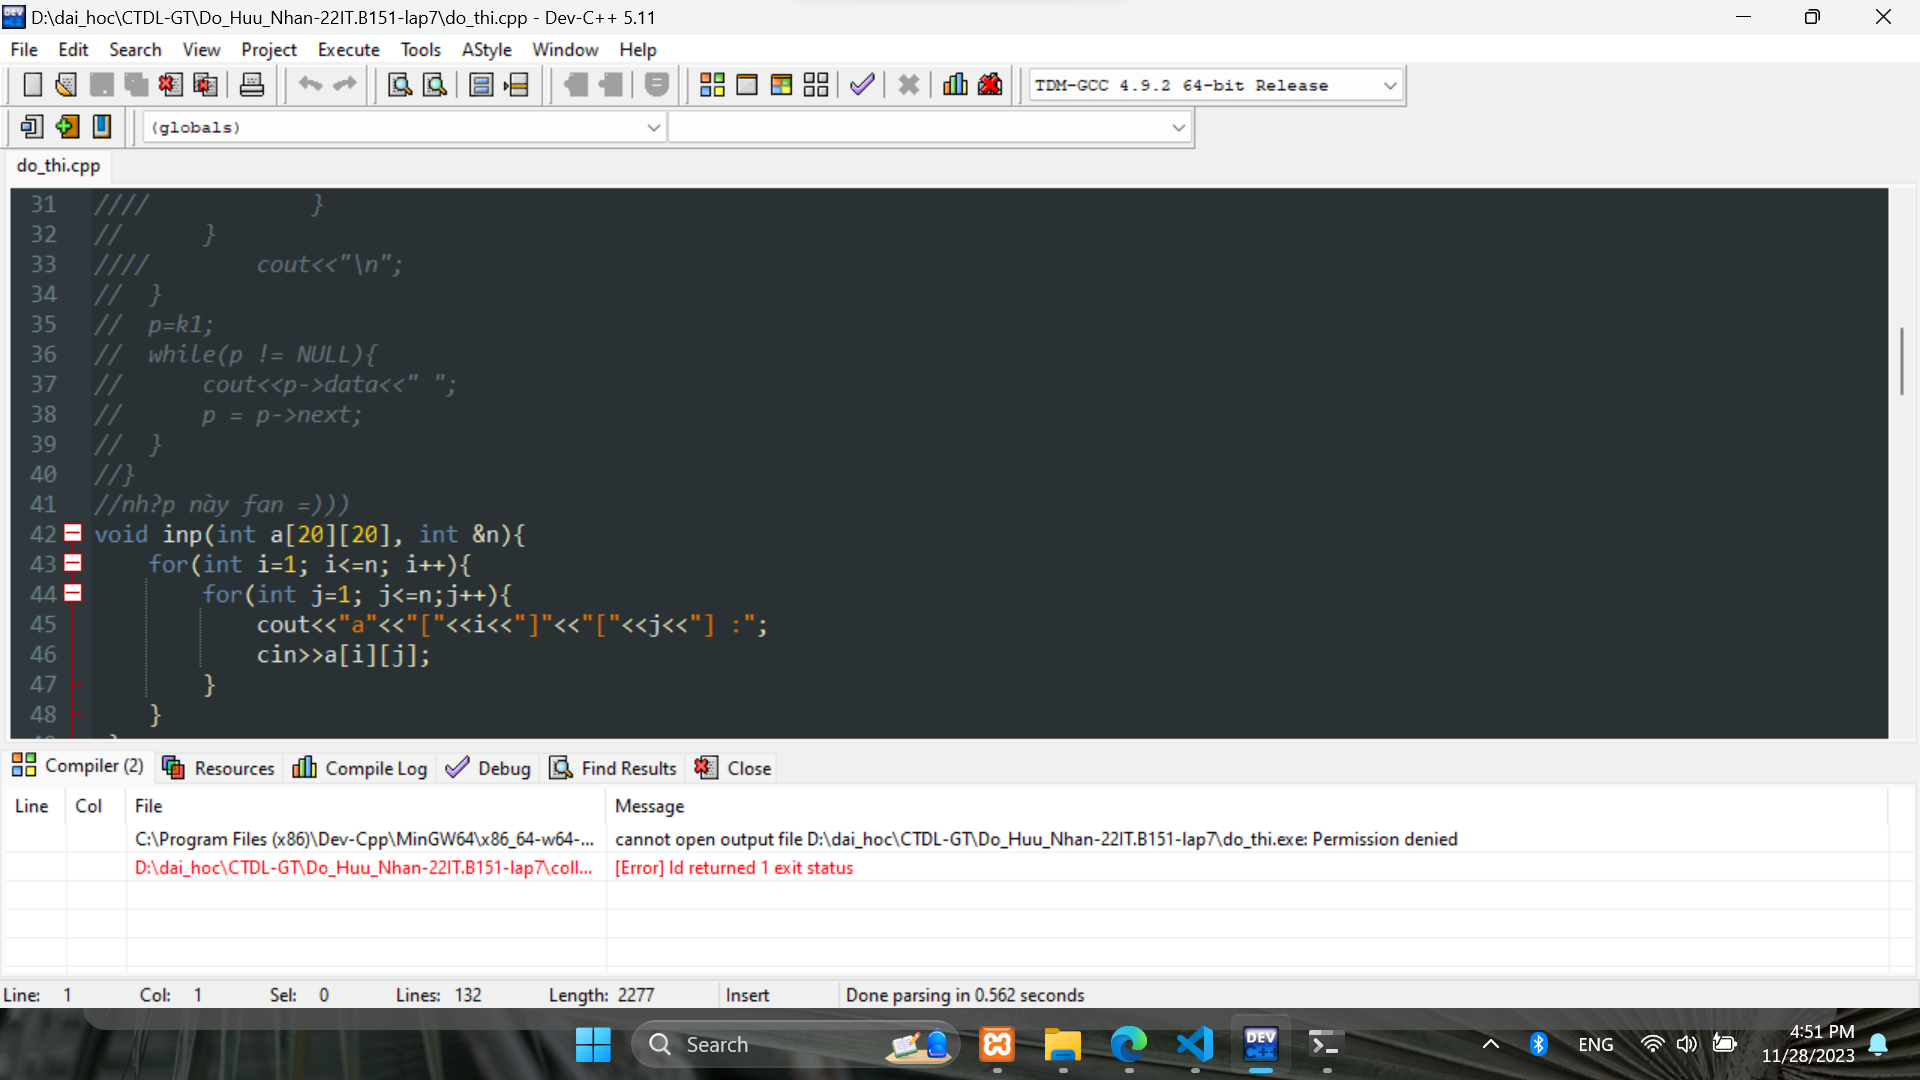 D:\dai_hoc\CTDL-GT\Do_Huu_Nhan-22IT.B151-lap7\do_thi.cpp - Dev-C++ 5.11
File Edit Search View Project Execute Tools AStyle Window Help
TDM-GCC 4.9.2 64-bit Release
(globals)
do_thi.cpp
31 //// }
32 // }
33 //// cout<<"\n";
34 // }
35 // p=k1;
36 // while(p != NULL){
37 // cout<<p->data<<" ";
38 // p = p->next;
39 // }
40 //}
41 //nh?p này fan =)))
42 void inp(int a[20][20], int &n){
43 for(int i=1; i<=n; i++){
44 for(int j=1; j<=n;j++){
45 cout<<"a"<<"["<<i<<"]"<<"["<<j<<"] :";
46 cin>>a[i][j];
47 }
48 }
Compiler (2) Resources Compile Log Debug Find Results Close
Line Col File Message
C:\Program Files (x86)\Dev-Cpp\MinGW64\x86_64-w64-... cannot open output file D:\dai_hoc\CTDL-GT\Do_Huu_Nhan-22IT.B151-lap7\do_thi.exe: Permission denied
D:\dai_hoc\CTDL-GT\Do_Huu_Nhan-22IT.B151-lap7\coll... [Error] ld returned 1 exit status
Line: 1 Col: 1 Sel: 0 Lines: 132 Length: 2277 Insert Done parsing in 0.562 seconds
Search DEV C++ ENG 4:51 PM
11/28/2023